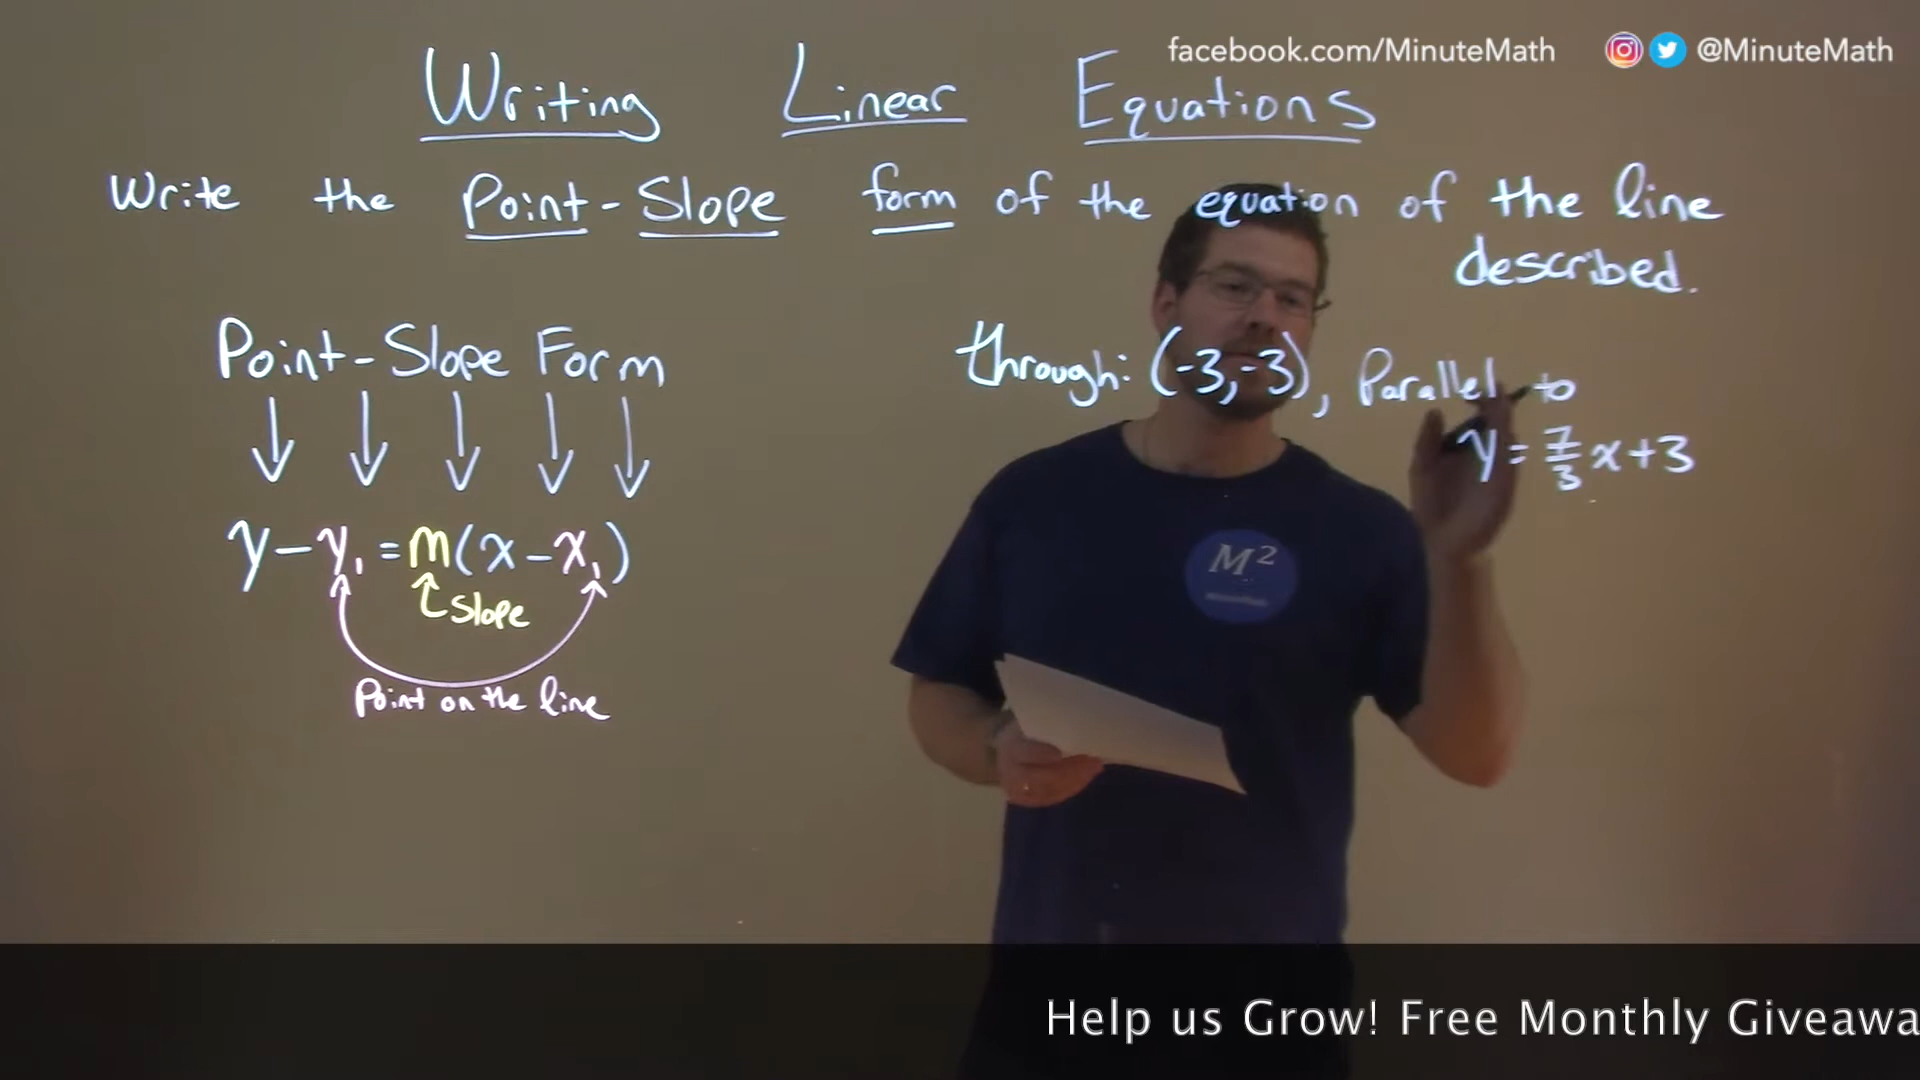 facebook.com/MinuteMath @MinuteMath
Writing Linear Equations
Write the Point-Slope form of the equation of the line
described.
Point-Slope Form
through: (-3,-3), Parallel to
y = 7/3 x + 3
y - y₁ = m(x - x₁)
slope
Point on the line
M²
Help us Grow! Free Monthly Giveawa